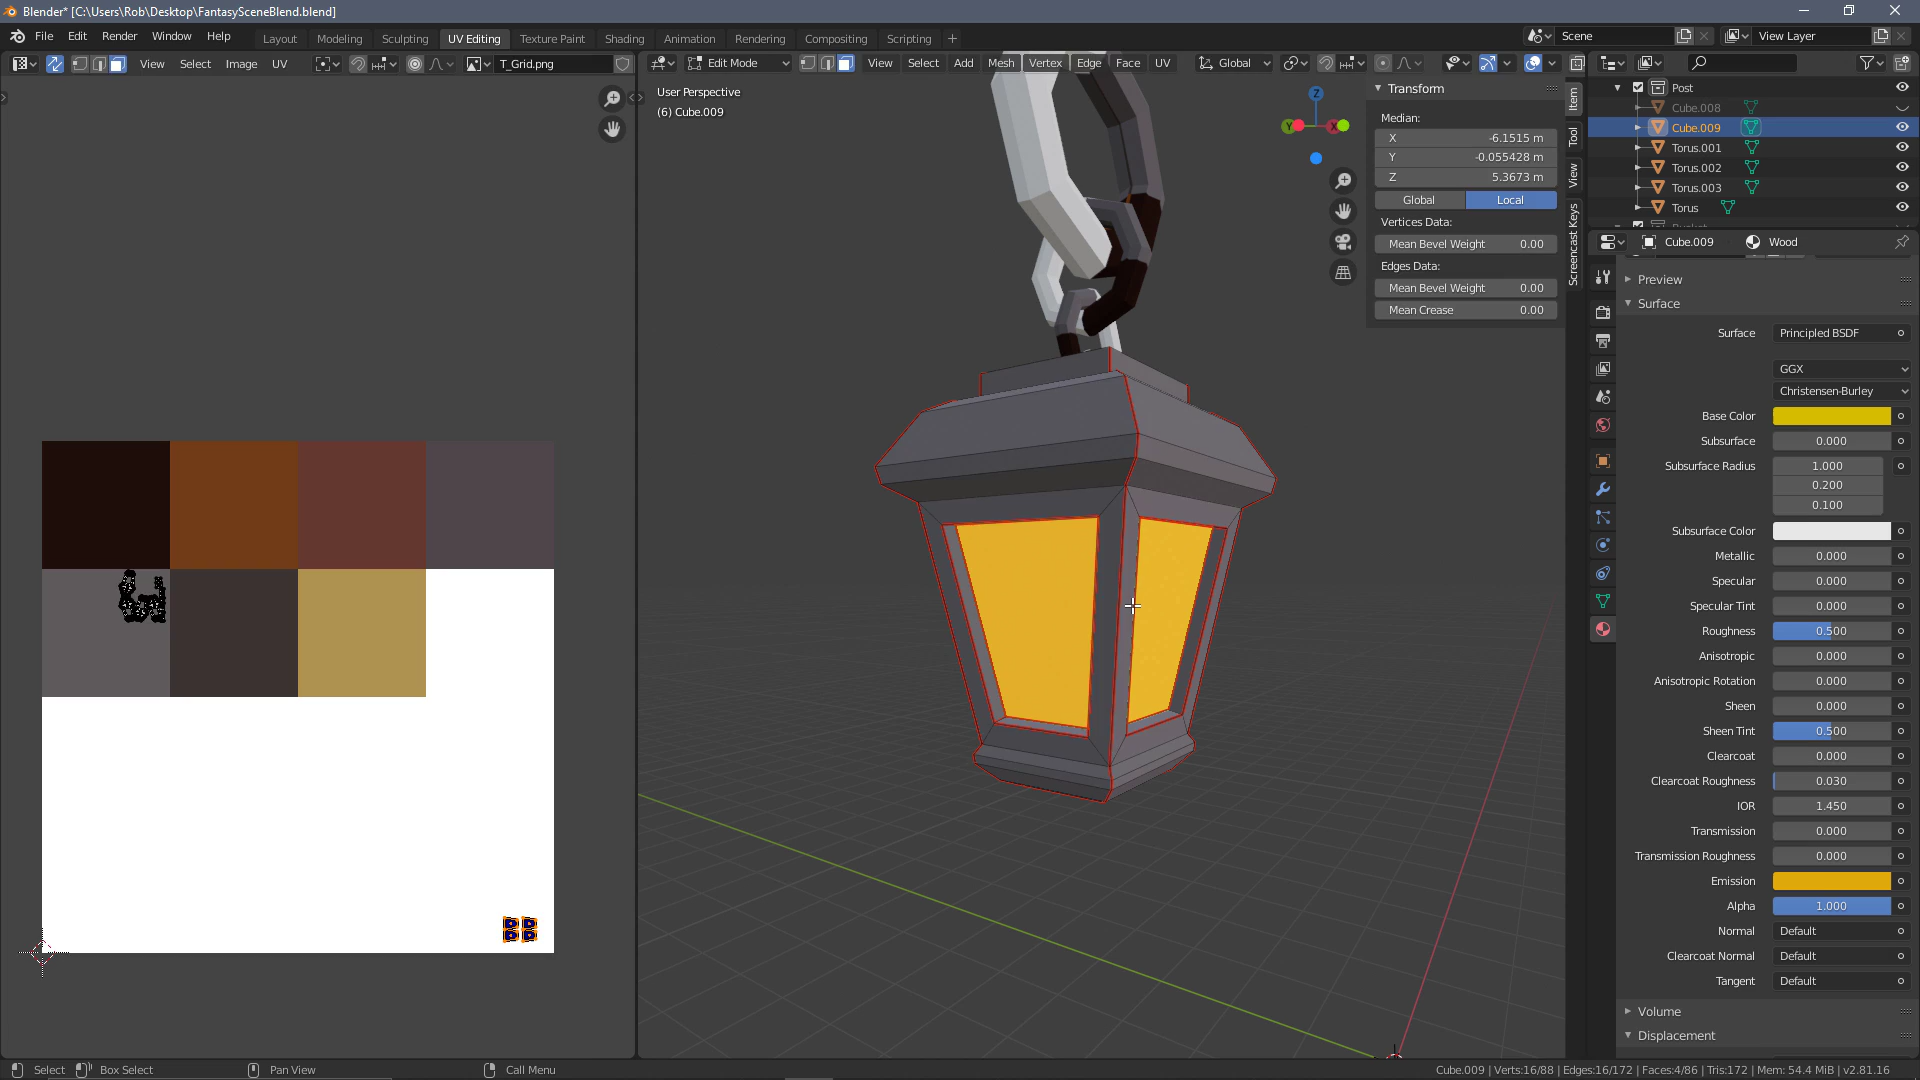 Blender* [C:\Users\Rob\Desktop\FantasySceneBlend.blend]
File Edit Render Window Help
Layout Modeling Sculpting UV Editing Texture Paint Shading Animation Rendering Compositing Scripting +
Scene View Layer
View Select Image UV T_Grid.png
Edit Mode View Select Add Mesh Vertex Edge Face UV Global
User Perspective
(6) Cube.009
Z
Y X
Transform
Median:
X -6.1515 m
Y -0.055428 m
Z 5.3673 m
Global Local
Vertices Data:
Mean Bevel Weight 0.00
Edges Data:
Mean Bevel Weight 0.00
Mean Crease 0.00
Item
Tool
View
Screencast Keys
Post
Cube.008
Cube.009
Torus.001
Torus.002
Torus.003
Torus
Cube.009 Wood
Preview
Surface
Surface Principled BSDF
GGX
Christensen-Burley
Base Color
Subsurface 0.000
Subsurface Radius 1.000
0.200
0.100
Subsurface Color
Metallic 0.000
Specular 0.000
Specular Tint 0.000
Roughness 0.500
Anisotropic 0.000
Anisotropic Rotation 0.000
Sheen 0.000
Sheen Tint 0.500
Clearcoat 0.000
Clearcoat Roughness 0.030
IOR 1.450
Transmission 0.000
Transmission Roughness 0.000
Emission
Alpha 1.000
Normal Default
Clearcoat Normal Default
Tangent Default
Volume
Displacement
Select Box Select Pan View Call Menu
Cube.009 | Verts:16/88 | Edges:16/172 | Faces:4/86 | Tris:172 | Mem: 54.4 MiB | v2.81.16